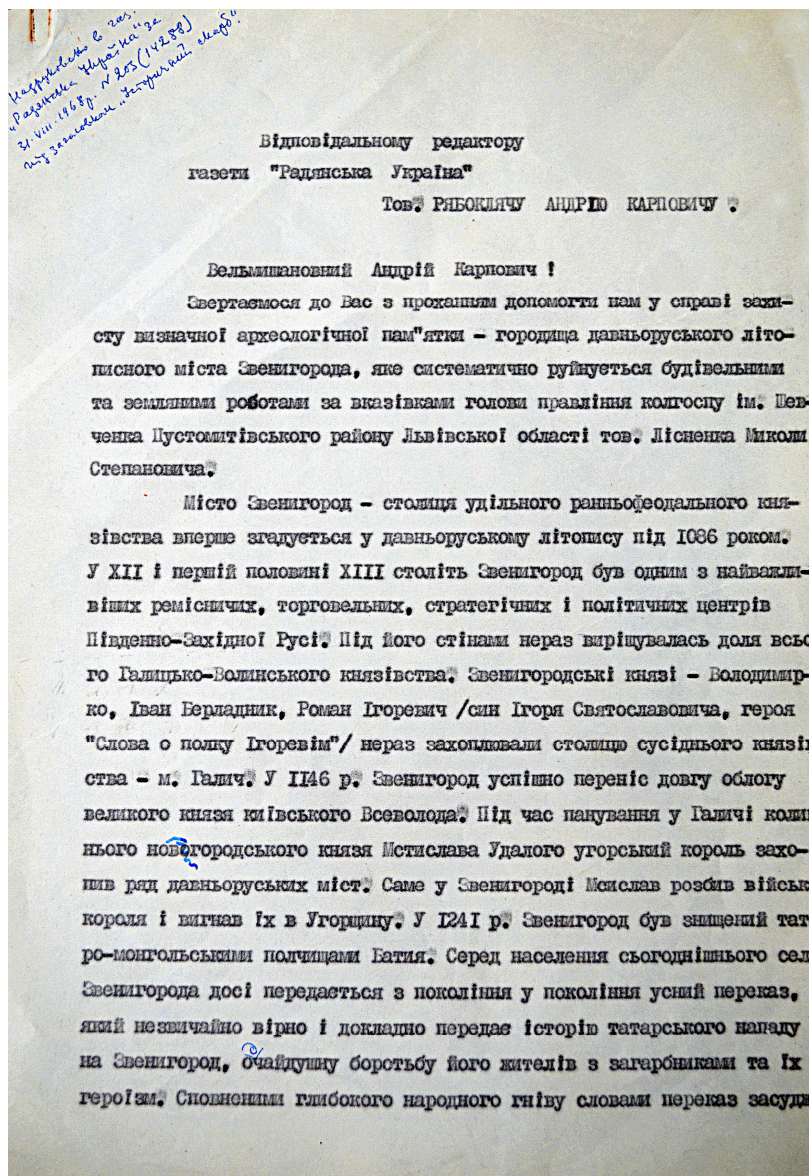 Надруковано в газ.
„Радянська Україна" за
31.VIII.1968р. № 203 (14288)
під заголовком „Історичний скарб".
Відповідальному редактору
газети "Радянська Україна"
Тов. РЯБОКЛЯЧУ АНДРІЮ КАРПОВИЧУ .
Вельмишановний Андрій Карпович !
Звертаємося до Вас з проханням допомогти нам у справі захи-
сту визначної археологічної пам"ятки - городища давньоруського літо-
писного міста Звенигорода, яке систематично руйнується будівельними
та земляними роботами за вказівками голови правління колгоспу ім. Шев-
ченка Пустомитівського району Львівської області тов. Лісненка Миколи
Степановича.
Місто Звенигород - столиця удільного ранньофеодального кня-
зівства вперше згадується у давньоруському літопису під 1086 роком.
У XII і першій половині XIII століть Звенигород був одним з найважли-
віших ремісничих, торговельних, стратегічних і політичних центрів
Південно-Західної Русі. Під його стінами нераз вирішувалась доля всьо
го Галицько-Волинського князівства. Звенигородські князі - Володимир-
ко, Іван Берладник, Роман Ігоревич /син Ігоря Святославовича, героя
"Слова о полку Ігоревім"/ нераз захоплювали столицю сусіднього князів
ства - м. Галич. У 1146 р. Звенигород успішно переніс довгу облогу
великого князя київського Всеволода. Під час панування у Галичі колиш
нього новогородського князя Мстислава Удалого угорський король захо-
пив ряд давньоруських міст. Саме у Звенигороді Мсислав розбив військ
короля і вигнав їх в Угорщину. У 1241 р. Звенигород був знищений тат
ро-монгольськими полчищами Батия. Серед населення сьогоднішнього сел
Звенигорода досі передається з покоління у покоління усний переказ,
який незвичайно вірно і докладно передає історію татарського нападу
на Звенигород, очайдушну боротьбу його жителів з загарбниками та їх
героїзм. Сповненими глибокого народного гніву словами переказ засудж